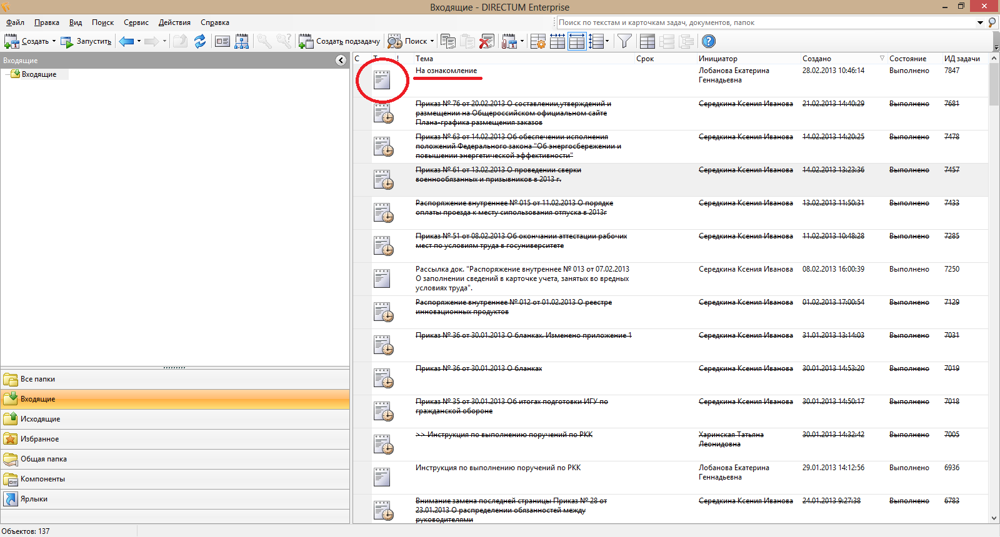 Входящие - DIRECTUM Enterprise
Файл Правка Вид Поиск Сервис Действия Справка
Поиск по текстам и карточкам задач, документов, папок
Создать Запустить Создать подзадачу Поиск
Входящие
Входящие
Все папки
Входящие
Исходящие
Избранное
Общая папка
Компоненты
Ярлыки
С ! Тема Срок Инициатор Создано Состояние ИД задачи
На ознакомление Лобанова Екатерина 28.02.2013 10:46:14 Выполнено 7847
Геннадьевна
Приказ № 76 от 20.02.2013 О составлении,утверждений и Середкина Ксения Иванова 21.02.2013 14:40:29 Выполнено 7681
размещении на Общероссийском официальном сайте
Плана-графика размещения заказов
Приказ № 63 от 14.02.2013 Об обеспечении исполнения Середкина Ксения Иванова 14.02.2013 14:20:25 Выполнено 7478
положений Федерального закона "Об энергосбережении и
повышении энергетической эффективности"
Приказ № 61 от 13.02.2013 О проведении сверки Середкина Ксения Иванова 14.02.2013 13:23:36 Выполнено 7457
военнообязанных и призывников в 2013 г.
Распоряжение внутреннее № 015 от 11.02.2013 О порядке Середкина Ксения Иванова 13.02.2013 11:50:31 Выполнено 7433
оплаты проезда к месту сипользования отпуска в 2013г
Приказ № 51 от 08.02.2013 Об окончании аттестации рабочих Середкина Ксения Иванова 11.02.2013 10:48:28 Выполнено 7285
мест по условиям труда в госуниверситете
Рассылка док. "Распоряжение внутреннее № 013 от 07.02.2013 Середкина Ксения Иванова 08.02.2013 16:00:39 Выполнено 7250
О заполнении сведений в карточке учета, занятых во вредных
условиях труда".
Распоряжение внутреннее № 012 от 01.02.2013 О реестре Середкина Ксения Иванова 01.02.2013 17:00:54 Выполнено 7129
инновационных продуктов
Приказ № 36 от 30.01.2013 О бланках. Изменено приложение 1 Середкина Ксения Иванова 31.01.2013 13:14:03 Выполнено 7031
Приказ № 36 от 30.01.2013 О бланках Середкина Ксения Иванова 30.01.2013 14:53:20 Выполнено 7019
Приказ № 35 от 30.01.2013 Об итогах подготовки ИГУ по Середкина Ксения Иванова 30.01.2013 14:50:17 Выполнено 7018
гражданской обороне
>> Инструкция по выполнению поручений по РКК Харинская Татьяна 30.01.2013 14:32:42 Выполнено 7005
Леонидовна
Инструкция по выполнению поручений по РКК Лобанова Екатерина 29.01.2013 14:12:56 Выполнено 6936
Геннадьевна
Внимание замена последней страницы Приказ № 28 от Середкина Ксения Иванова 24.01.2013 9:27:38 Выполнено 6783
23.01.2013 О распределении обязанностей между
руководителями
Объектов: 137